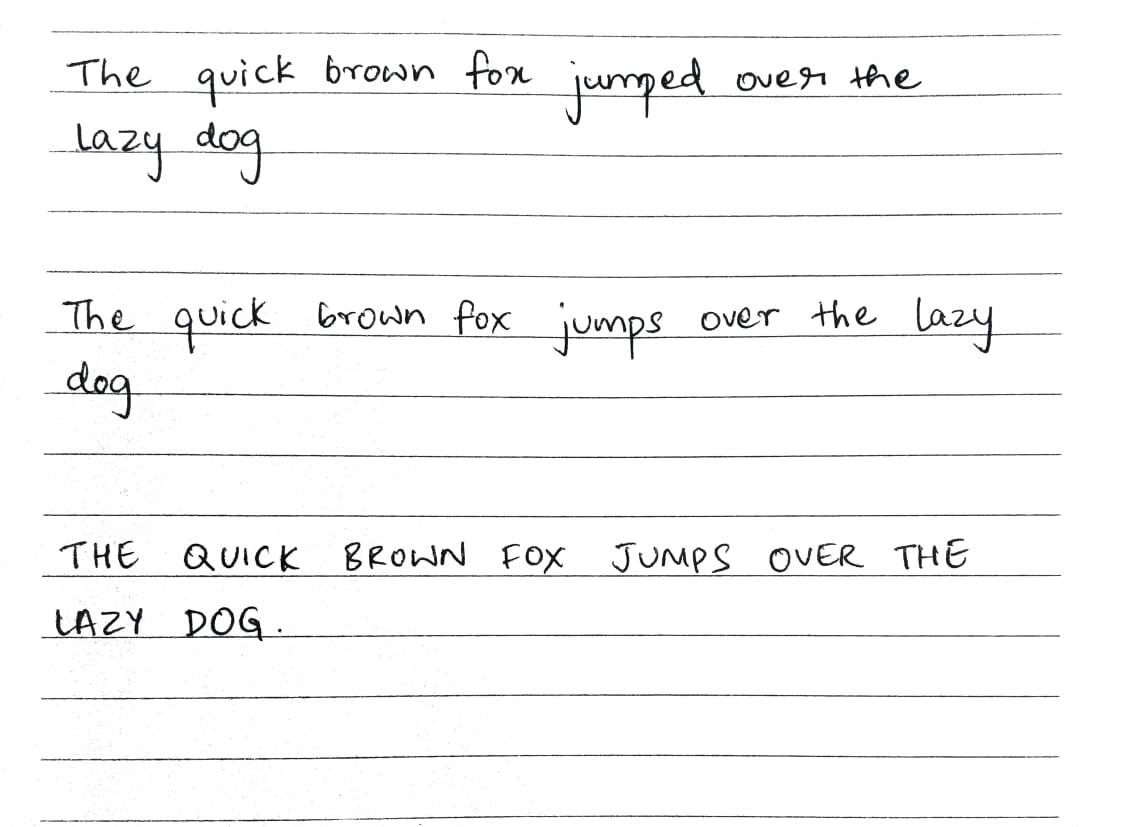 The quick brown fox jumped over the
lazy dog
The quick brown fox jumps over the lazy
dog
THE QUICK BROWN FOX JUMPS OVER THE
LAZY DOG.